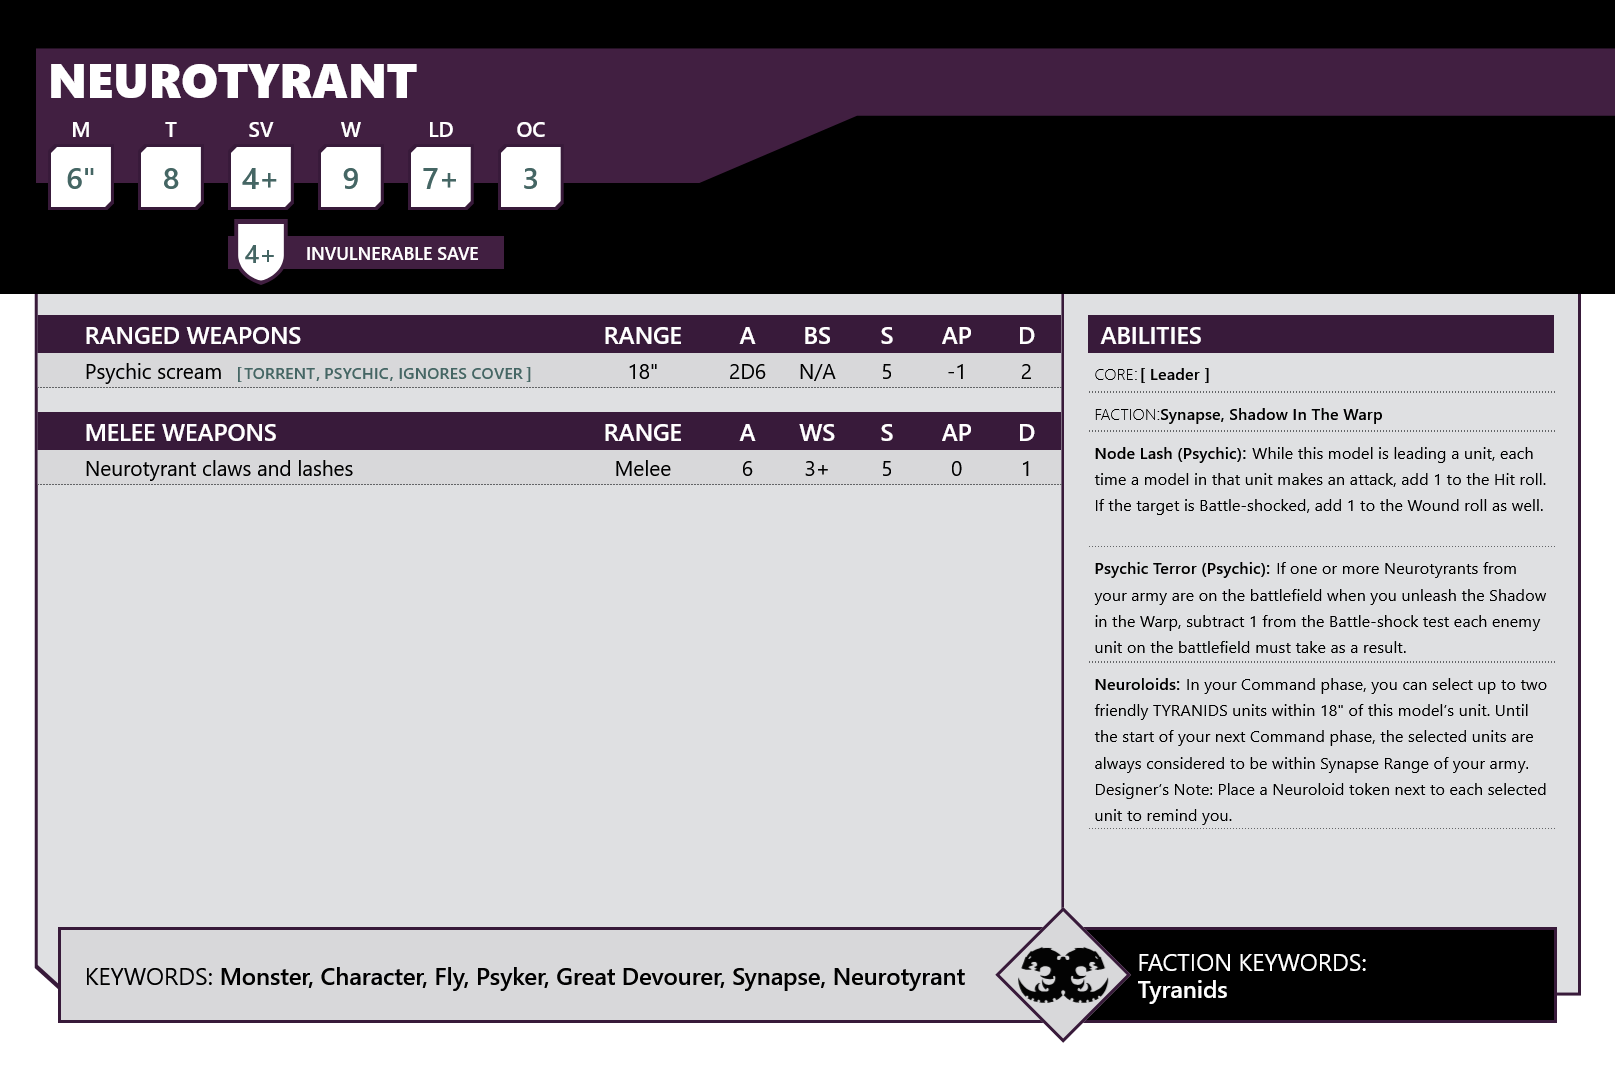 NEUROTYRANT
M T SV W LD OC
6" 8 4+ 9 7+ 3
4+ INVULNERABLE SAVE
RANGED WEAPONS RANGE A BS S AP D
Psychic scream [ TORRENT, PSYCHIC, IGNORES COVER ] 18" 2D6 N/A 5 -1 2
MELEE WEAPONS RANGE A WS S AP D
Neurotyrant claws and lashes Melee 6 3+ 5 0 1
ABILITIES
CORE: [ Leader ]
FACTION:Synapse, Shadow In The Warp
Node Lash (Psychic): While this model is leading a unit, each
time a model in that unit makes an attack, add 1 to the Hit roll.
If the target is Battle-shocked, add 1 to the Wound roll as well.
Psychic Terror (Psychic): If one or more Neurotyrants from
your army are on the battlefield when you unleash the Shadow
in the Warp, subtract 1 from the Battle-shock test each enemy
unit on the battlefield must take as a result.
Neuroloids: In your Command phase, you can select up to two
friendly TYRANIDS units within 18" of this model's unit. Until
the start of your next Command phase, the selected units are
always considered to be within Synapse Range of your army.
Designer's Note: Place a Neuroloid token next to each selected
unit to remind you.
KEYWORDS: Monster, Character, Fly, Psyker, Great Devourer, Synapse, Neurotyrant
FACTION KEYWORDS:
Tyranids